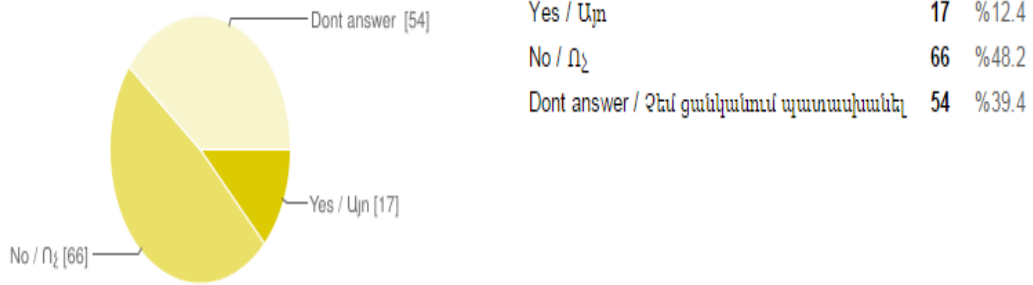 Dont answer [54]
Yes / Այո [17]
No / Ոչ [66]
Yes / Այո 17 %12.4
No / Ոչ 66 %48.2
Dont answer / Չեմ ցանկանում պատասխանել 54 %39.4